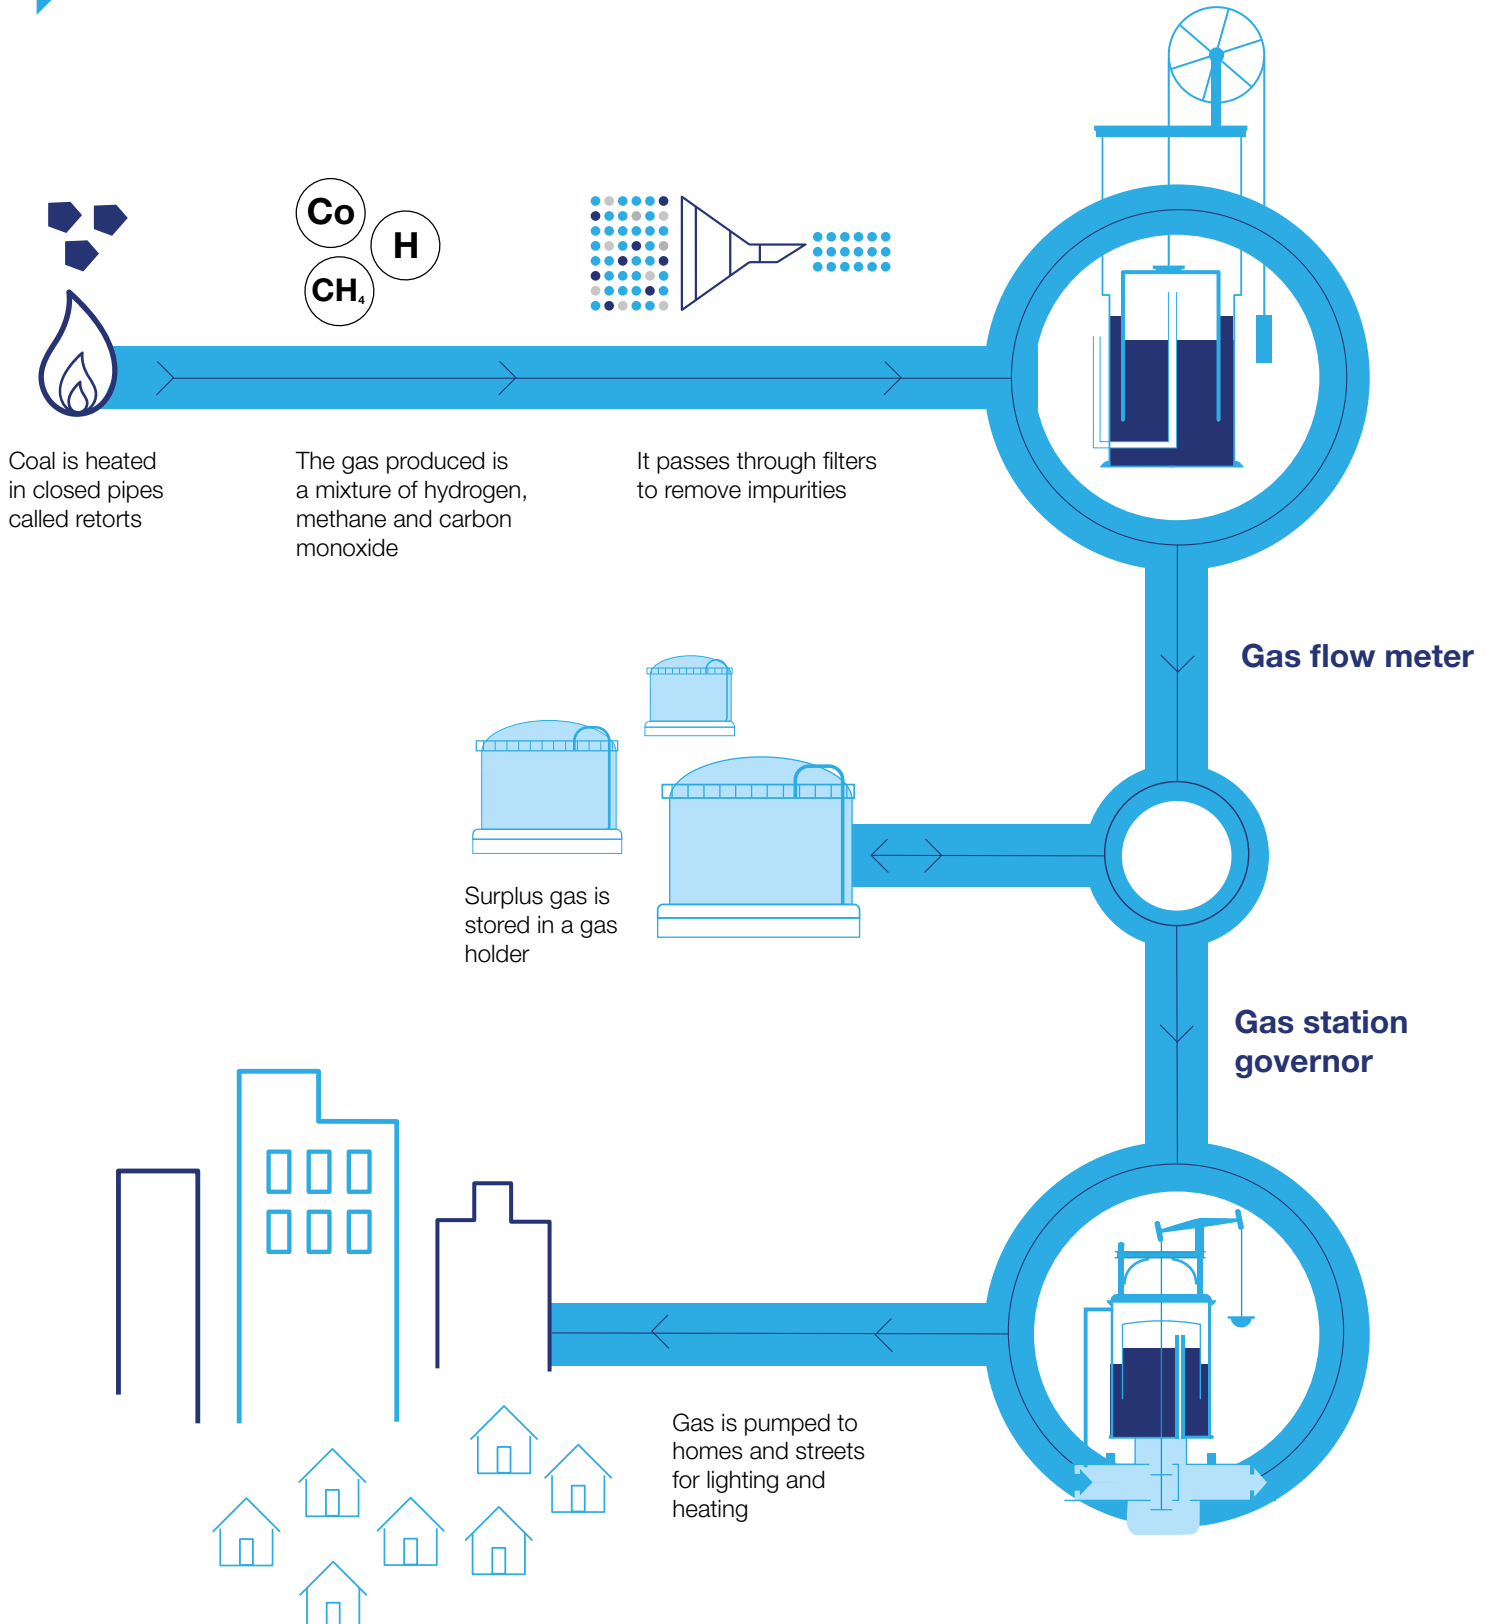 Co
H
CH₄
Coal is heated
in closed pipes
called retorts
The gas produced is
a mixture of hydrogen,
methane and carbon
monoxide
It passes through filters
to remove impurities
Gas flow meter
Surplus gas is
stored in a gas
holder
Gas station
governor
Gas is pumped to
homes and streets
for lighting and
heating